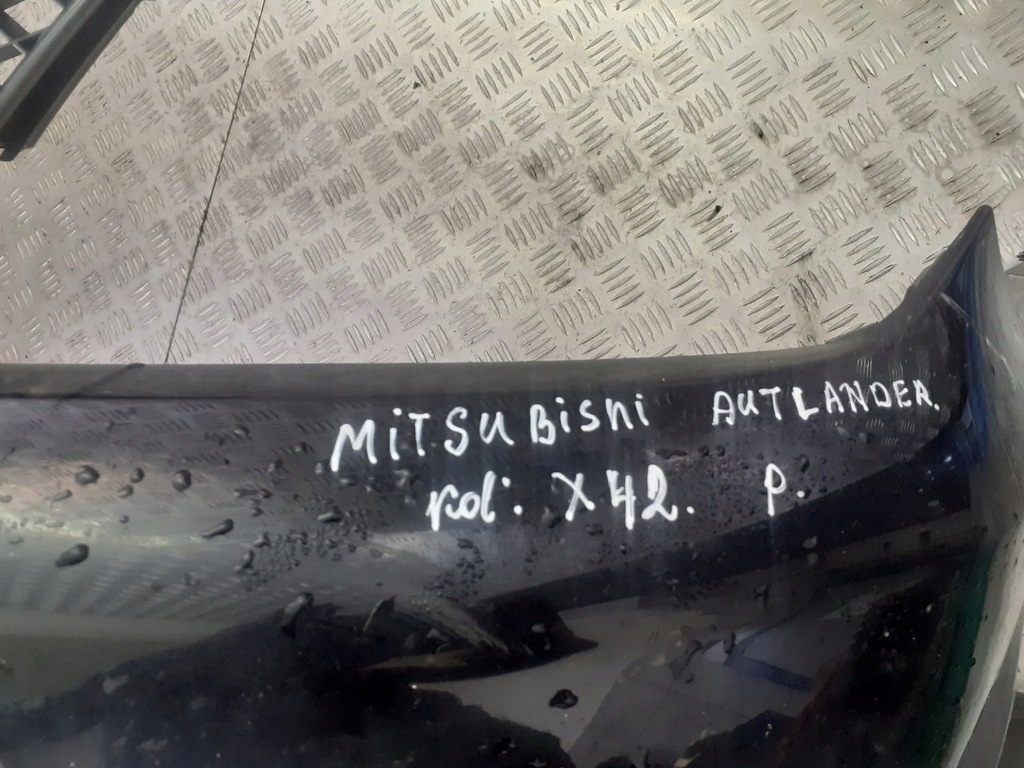 MiTSUBisHi AUTLANDER.
kol: X42. P.